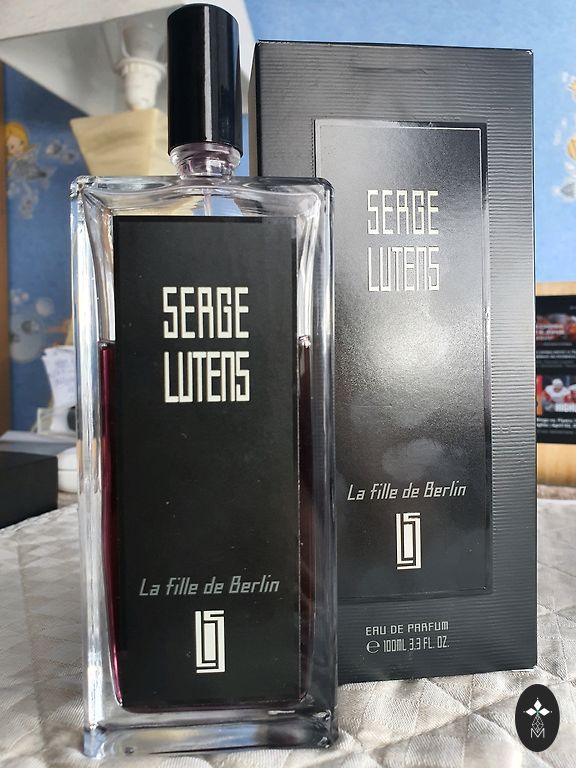 SERGE
LUTENS
La fille de Berlin
SERGE
LUTENS
La fille de Berlin
EAU DE PARFUM
e 100ML 3.3 FL. OZ.